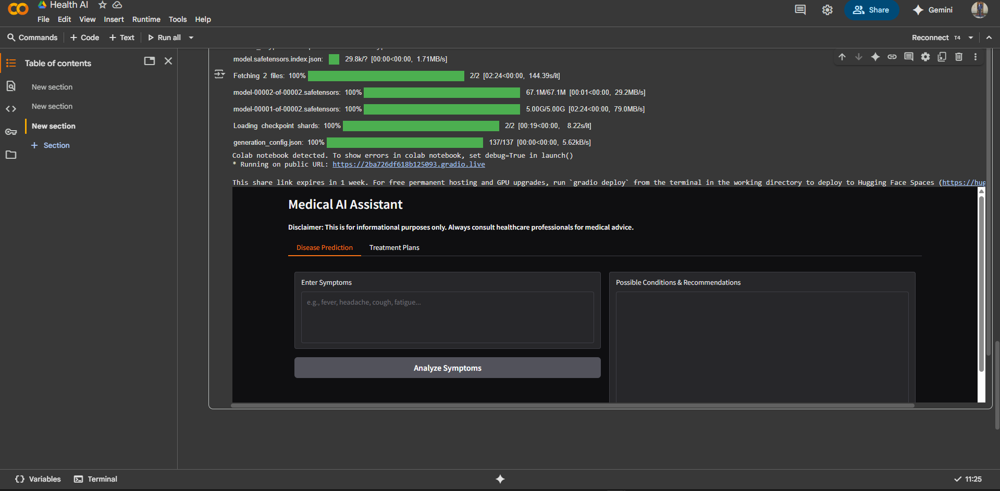 Health AI
File Edit View Insert Runtime Tools Help
Share
Gemini
Commands + Code + Text Run all
Reconnect T4
Table of contents
New section
New section
New section
+ Section
model.safetensors.index.json: 29.8k/? [00:00<00:00, 1.71MB/s]
Fetching 2 files: 100% 2/2 [02:24<00:00, 144.39s/it]
model-00002-of-00002.safetensors: 100% 67.1M/67.1M [00:01<00:00, 29.2MB/s]
model-00001-of-00002.safetensors: 100% 5.00G/5.00G [02:24<00:00, 79.0MB/s]
Loading checkpoint shards: 100% 2/2 [00:19<00:00, 8.22s/it]
generation_config.json: 100% 137/137 [00:00<00:00, 5.62kB/s]
Colab notebook detected. To show errors in colab notebook, set debug=True in launch()
* Running on public URL: https://2ba726df618b125093.gradio.live
This share link expires in 1 week. For free permanent hosting and GPU upgrades, run `gradio deploy` from the terminal in the working directory to deploy to Hugging Face Spaces (https://hug
Medical AI Assistant
Disclaimer: This is for informational purposes only. Always consult healthcare professionals for medical advice.
Disease Prediction Treatment Plans
Enter Symptoms
e.g., fever, headache, cough, fatigue...
Analyze Symptoms
Possible Conditions & Recommendations
Variables Terminal
11:25